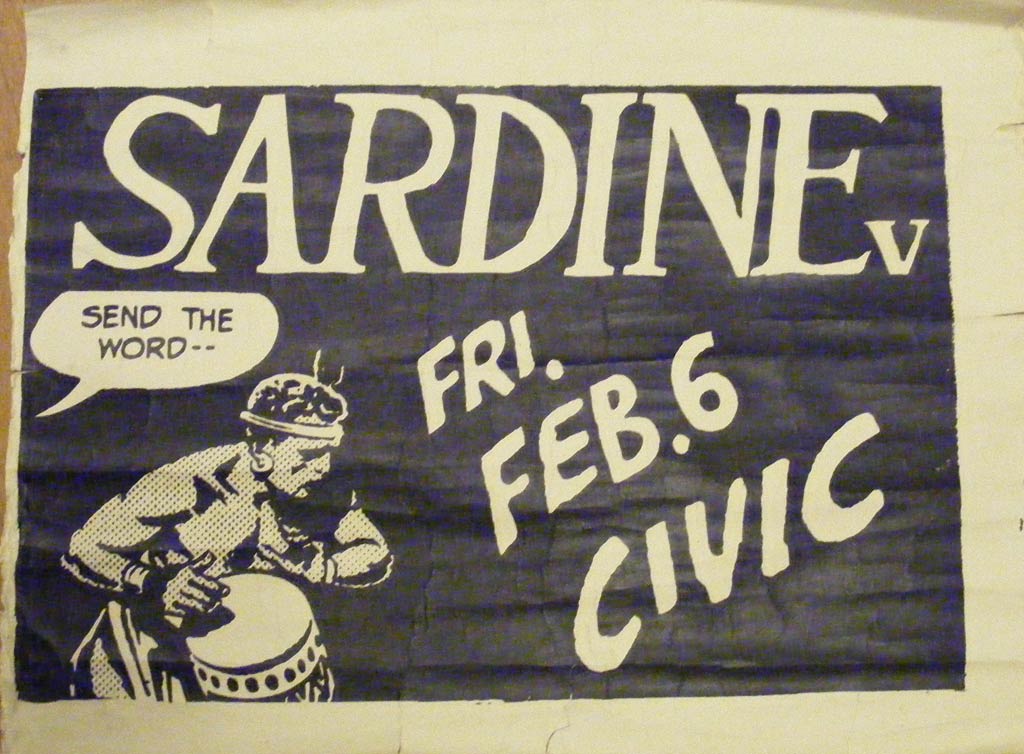 SARDINE v
SEND THE
WORD--
FRI.
FEB. 6
CIVIC